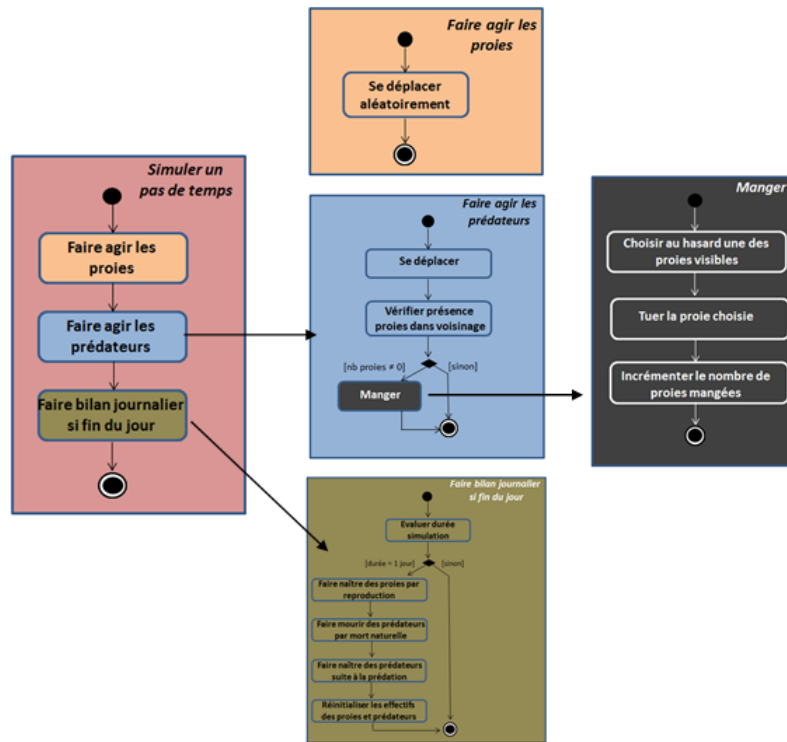 Faire agir les
proies
Se déplacer
aléatoirement
Simuler un
pas de temps
Faire agir les
proies
Faire agir les
prédateurs
Faire bilan journalier
si fin du jour
Faire agir les
prédateurs
Se déplacer
Vérifier présence
proies dans voisinage
[nb proies ≠ 0]
[sinon]
Manger
Manger
Choisir au hasard une des
proies visibles
Tuer la proie choisie
Incrémenter le nombre de
proies mangées
Faire bilan journalier
si fin du jour
Evaluer durée
simulation
[durée = 1 jour]
[sinon]
Faire naître des proies par
reproduction
Faire mourir des prédateurs
par mort naturelle
Faire naître des prédateurs
suite à la prédation
Réinitialiser les effectifs
des proies et prédateurs